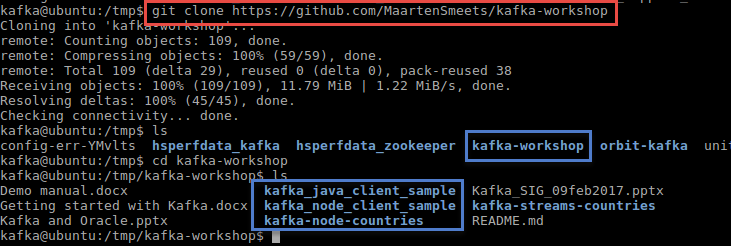 kafka@ubuntu:/tmp$ git clone https://github.com/MaartenSmeets/kafka-workshop
Cloning into 'kafka-workshop'...
remote: Counting objects: 109, done.
remote: Compressing objects: 100% (59/59), done.
remote: Total 109 (delta 29), reused 0 (delta 0), pack-reused 38
Receiving objects: 100% (109/109), 11.79 MiB | 1.22 MiB/s, done.
Resolving deltas: 100% (45/45), done.
Checking connectivity... done.
kafka@ubuntu:/tmp$ ls
config-err-YMvlts hsperfdata_kafka hsperfdata_zookeeper kafka-workshop orbit-kafka unit
kafka@ubuntu:/tmp$ cd kafka-workshop
kafka@ubuntu:/tmp/kafka-workshop$ ls
Demo manual.docx kafka_java_client_sample Kafka_SIG_09feb2017.pptx
Getting started with Kafka.docx kafka_node_client_sample kafka-streams-countries
Kafka and Oracle.pptx kafka-node-countries README.md
kafka@ubuntu:/tmp/kafka-workshop$